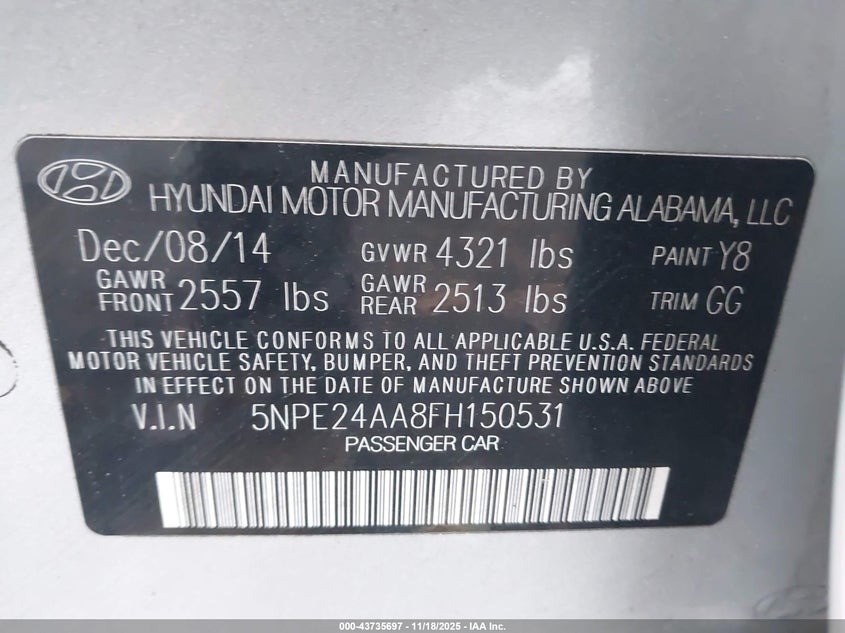 MANUFACTURED BY
HYUNDAI MOTOR MANUFACTURING ALABAMA, LLC
Dec/08/14 GVWR 4321 lbs PAINT Y8
GAWR FRONT 2557 lbs GAWR REAR 2513 lbs TRIM GG
THIS VEHICLE CONFORMS TO ALL APPLICABLE U.S.A. FEDERAL
MOTOR VEHICLE SAFETY, BUMPER, AND THEFT PREVENTION STANDARDS
IN EFFECT ON THE DATE OF MANUFACTURE SHOWN ABOVE
V.I.N 5NPE24AA8FH150531
PASSENGER CAR
000-43735697 - 11/18/2025 - IAA Inc.